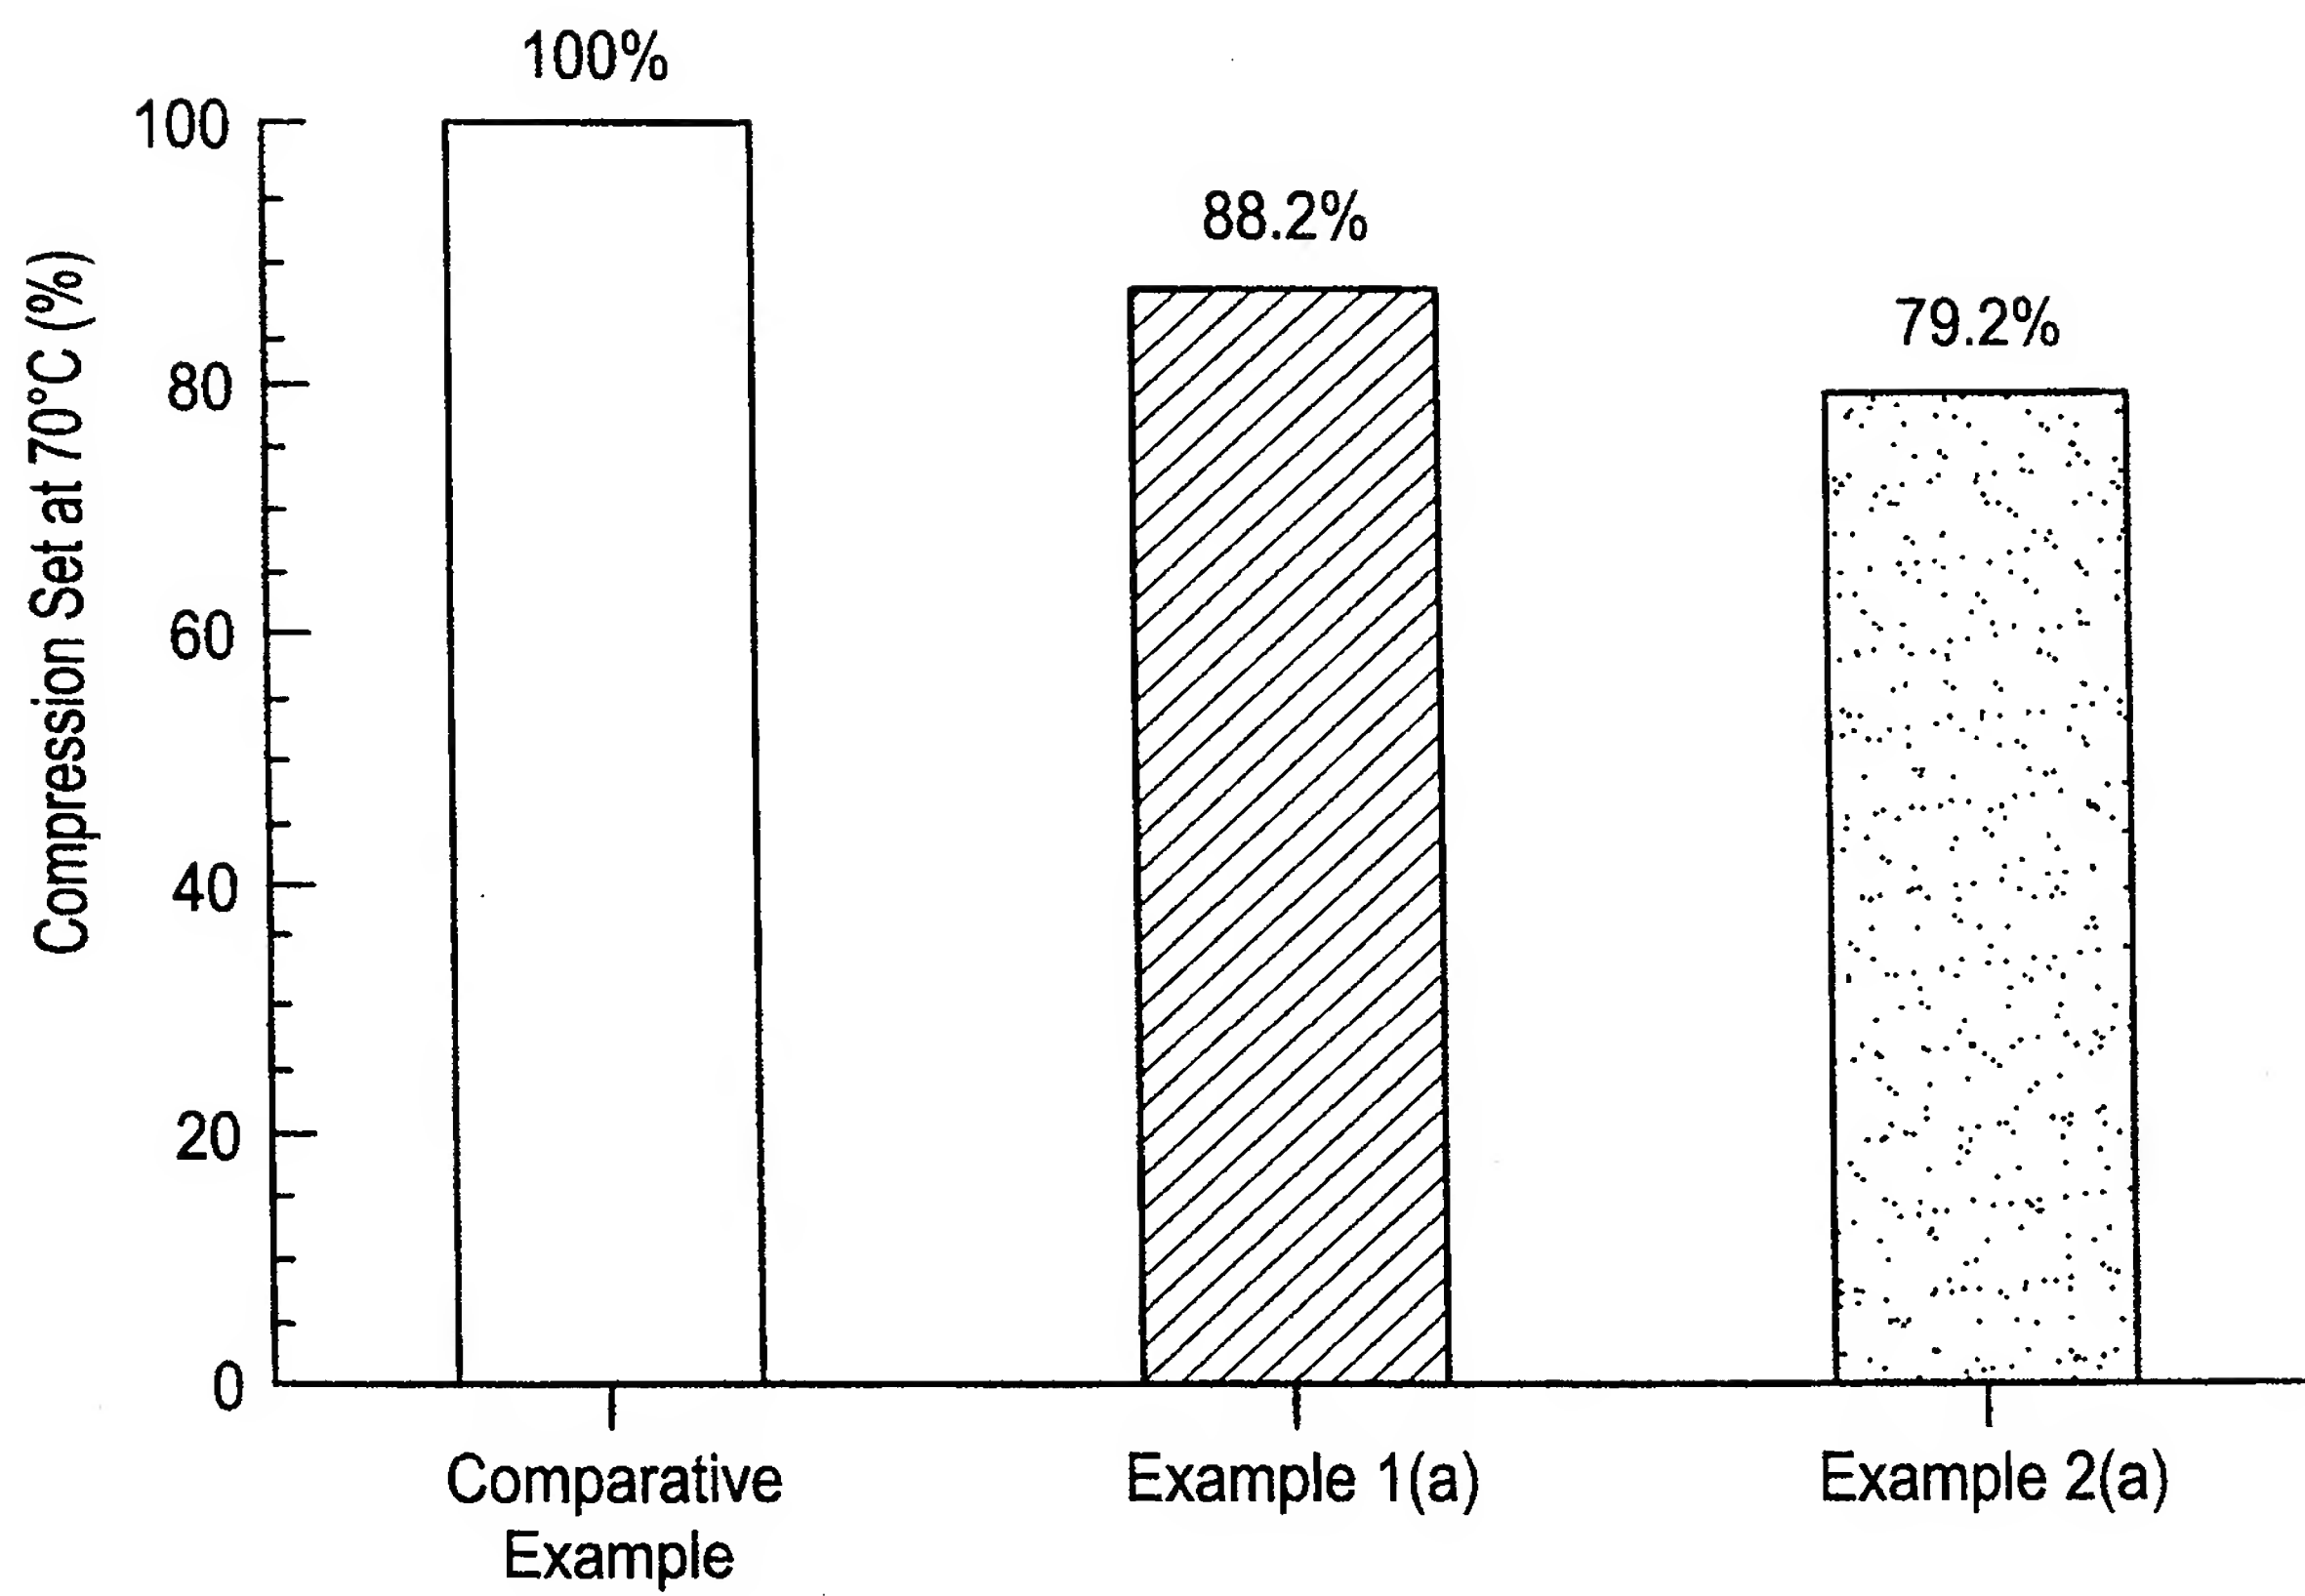 Compression Set at 70°C (%)
100
80
60
40
20
0
100%
88.2%
79.2%
Comparative
Example
Example 1(a)
Example 2(a)